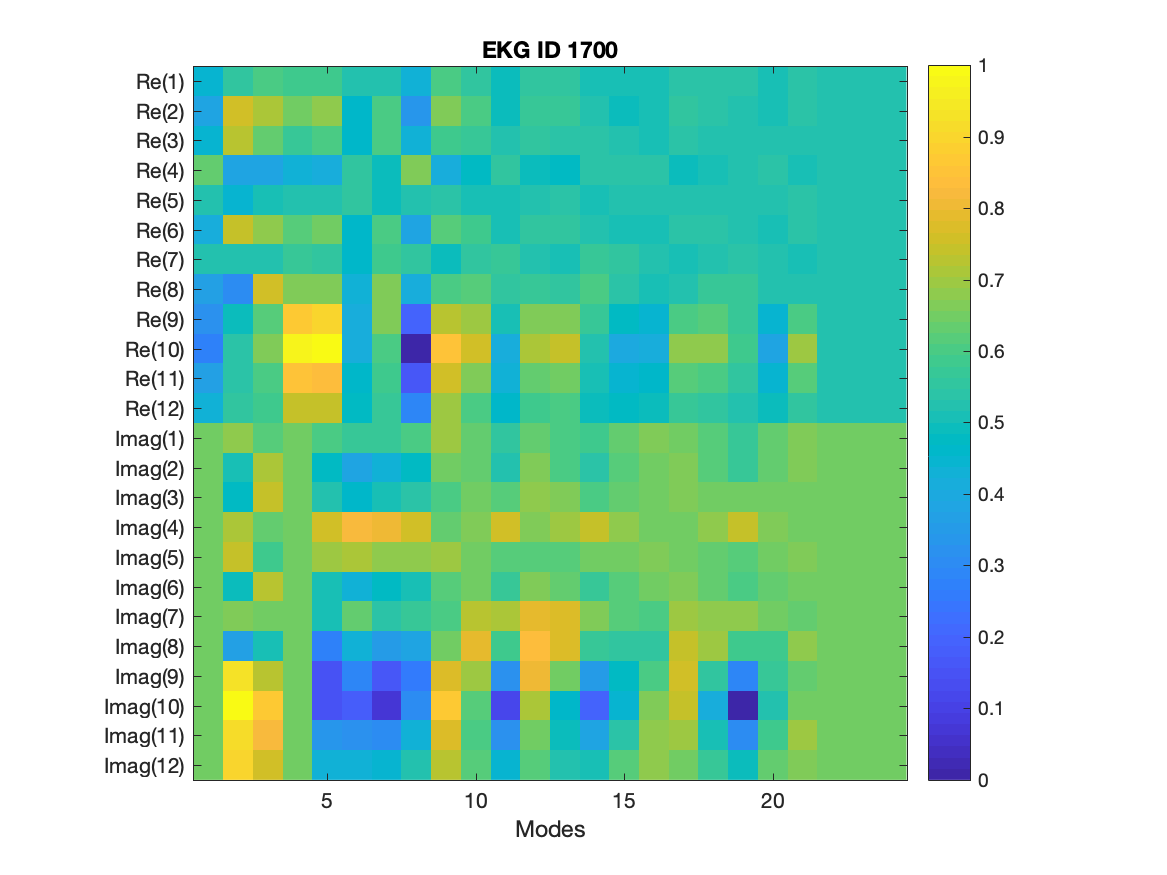 EKG ID 1700
Re(1)
Re(2)
Re(3)
Re(4)
Re(5)
Re(6)
Re(7)
Re(8)
Re(9)
Re(10)
Re(11)
Re(12)
Imag(1)
Imag(2)
Imag(3)
Imag(4)
Imag(5)
Imag(6)
Imag(7)
Imag(8)
Imag(9)
Imag(10)
Imag(11)
Imag(12)
5 10 15 20
Modes
1
0.9
0.8
0.7
0.6
0.5
0.4
0.3
0.2
0.1
0